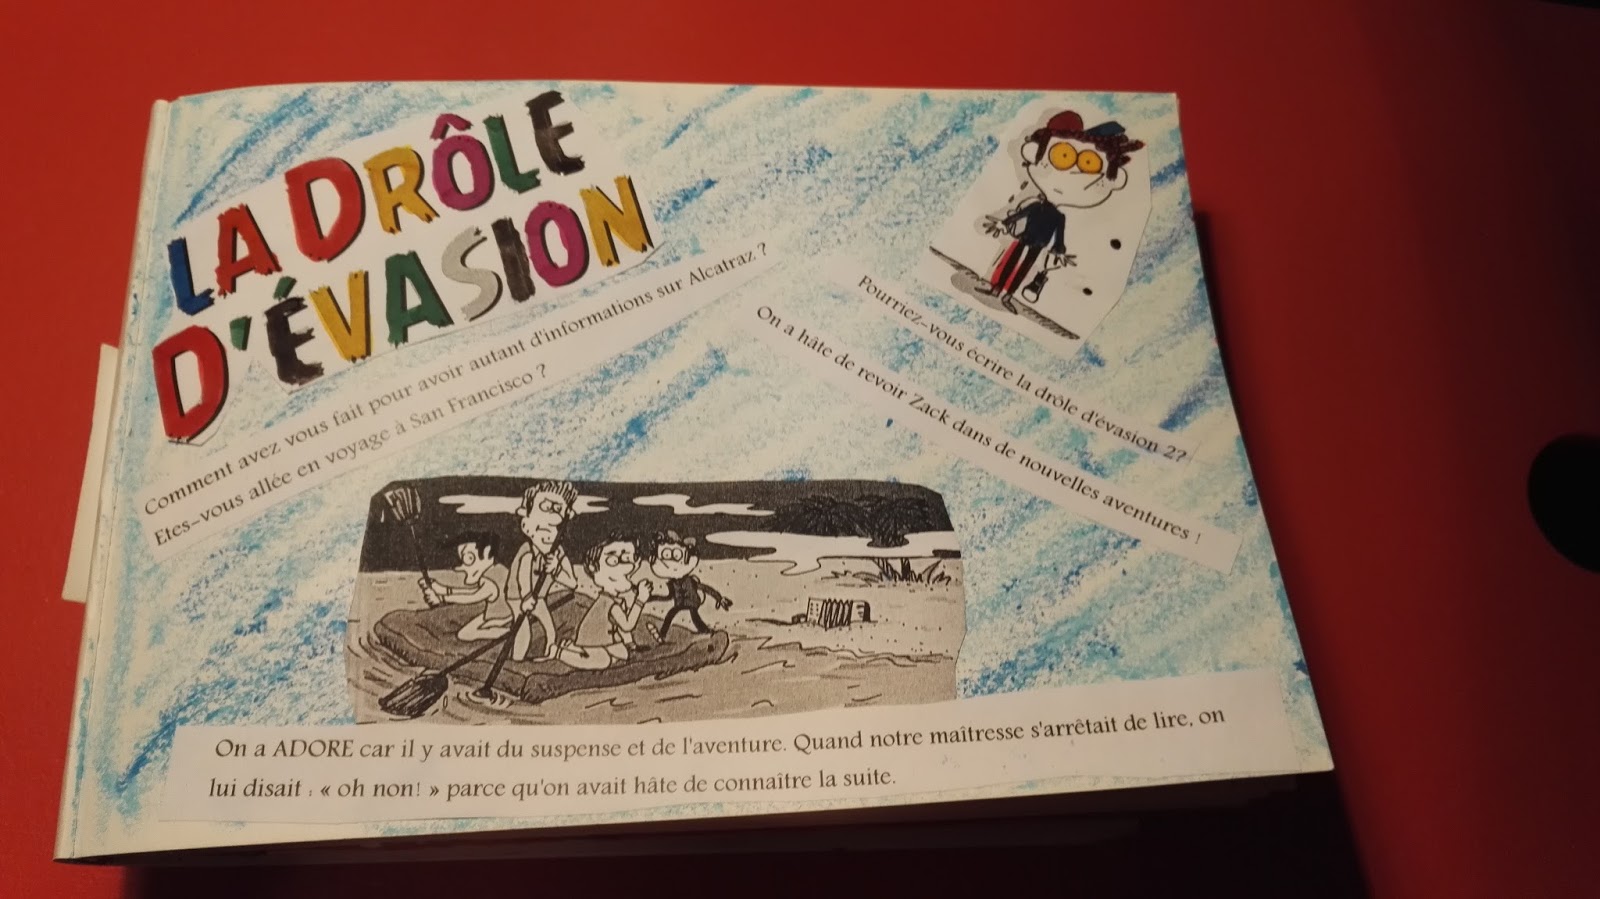 LA DRÔLE
D'ÉVASION
Comment avez vous fait pour avoir autant d'informations sur Alcatraz ?
Etes-vous allée en voyage à San Francisco ?
Pourriez-vous écrire la drôle d'évasion 2?
On a hâte de revoir Zack dans de nouvelles aventures !
On a ADORE car il y avait du suspense et de l'aventure. Quand notre maîtresse s'arrêtait de lire, on
lui disait : « oh non! » parce qu'on avait hâte de connaître la suite.